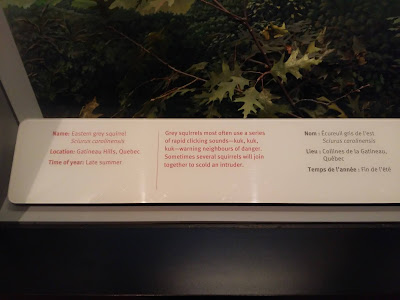 Name: Eastern grey squirrel
Sciurus carolinensis
Location: Gatineau Hills, Québec
Time of year: Late summer
Grey squirrels most often use a series
of rapid clicking sounds—kuk, kuk,
kuk—warning neighbours of danger.
Sometimes several squirrels will join
together to scold an intruder.
Nom : Écureuil gris de l'est
Sciurus carolinensis
Lieu : Collines de la Gatineau,
Québec
Temps de l'année : Fin de l'été